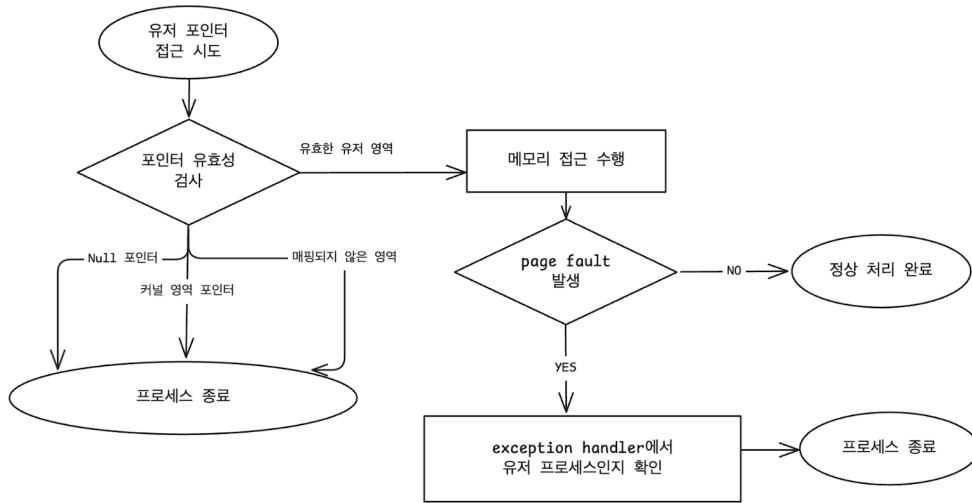 유저 포인터
접근 시도
포인터 유효성
검사
유효한 유저 영역
메모리 접근 수행
Null 포인터
매핑되지 않은 영역
커널 영역 포인터
page fault
발생
NO
정상 처리 완료
YES
프로세스 종료
exception handler에서
유저 프로세스인지 확인
프로세스 종료